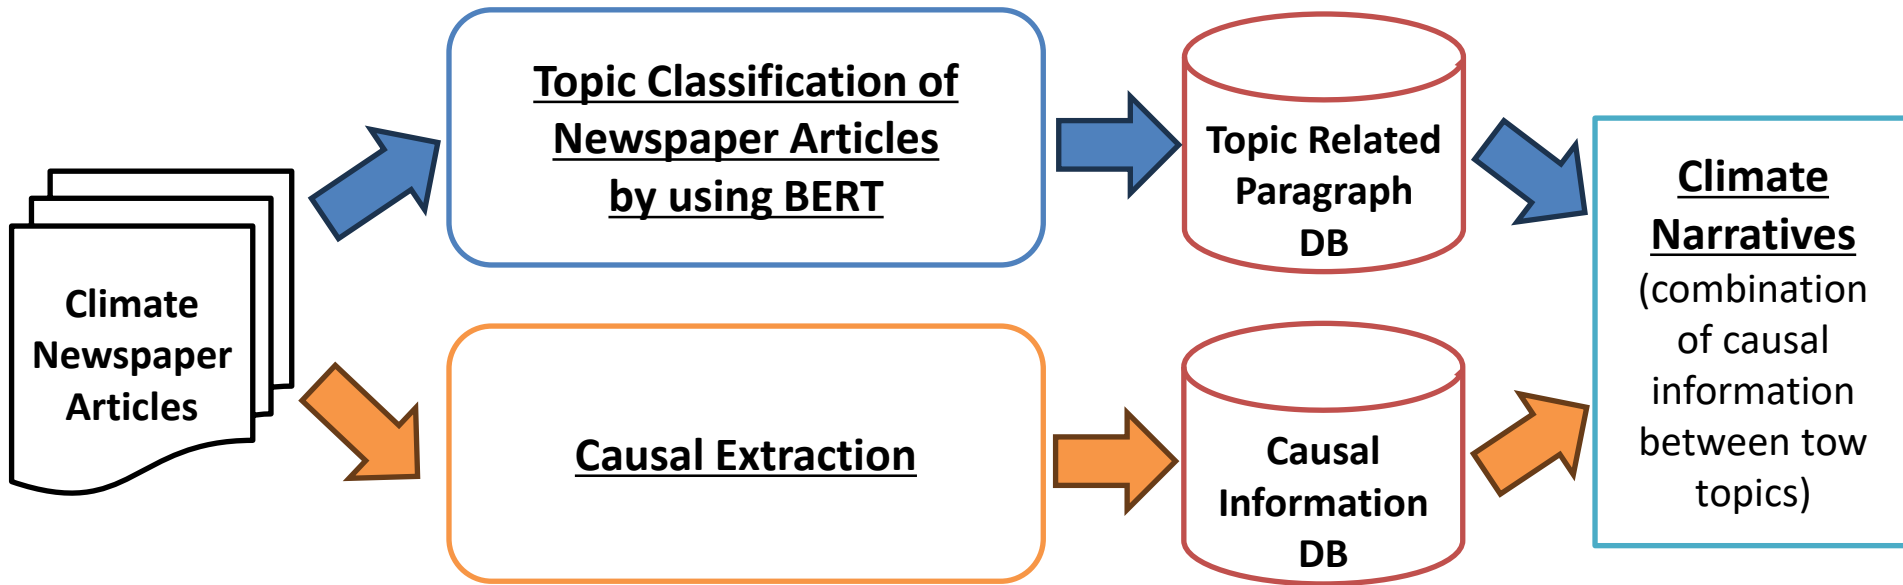 Climate
Newspaper
Articles
Topic Classification of
Newspaper Articles
by using BERT
Topic Related
Paragraph
DB
Causal Extraction
Causal
Information
DB
Climate
Narratives
(combination
of causal
information
between tow
topics)